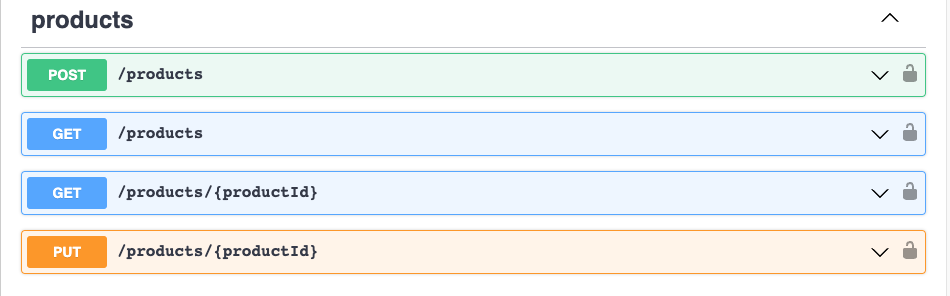 products
POST /products
GET /products
GET /products/{productId}
PUT /products/{productId}